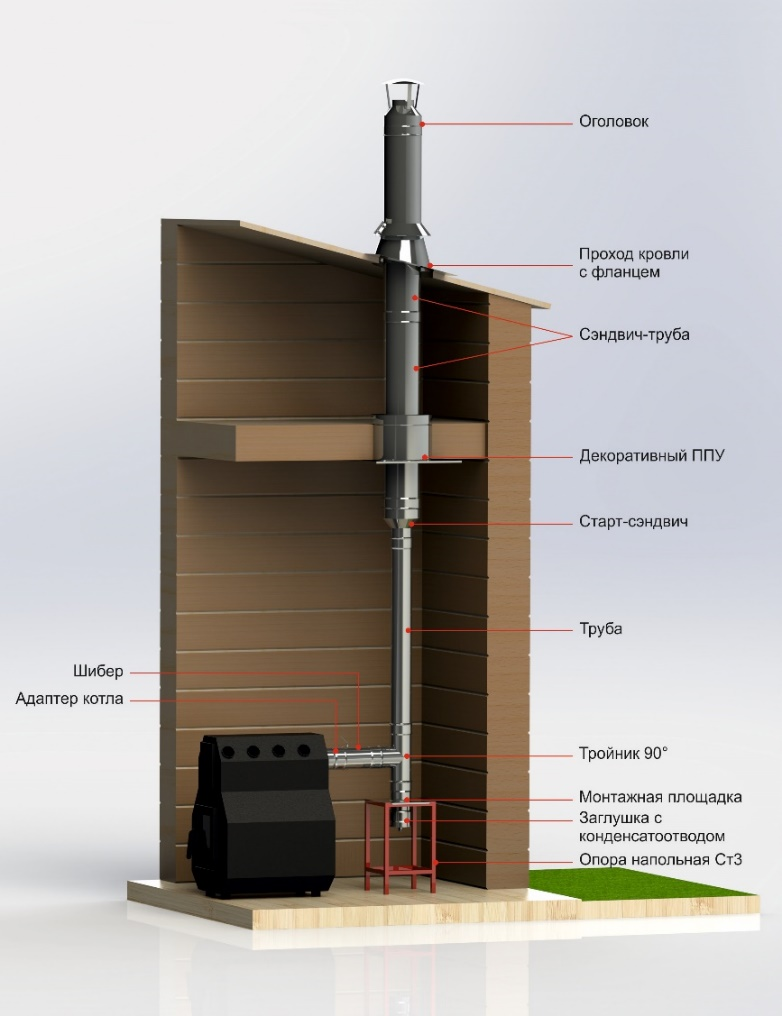 Оголовок
Проход кровли
с фланцем
Сэндвич-труба
Декоративный ППУ
Старт-сэндвич
Труба
Шибер
Адаптер котла
Тройник 90°
Монтажная площадка
Заглушка с
конденсатоотводом
Опора напольная Ст3